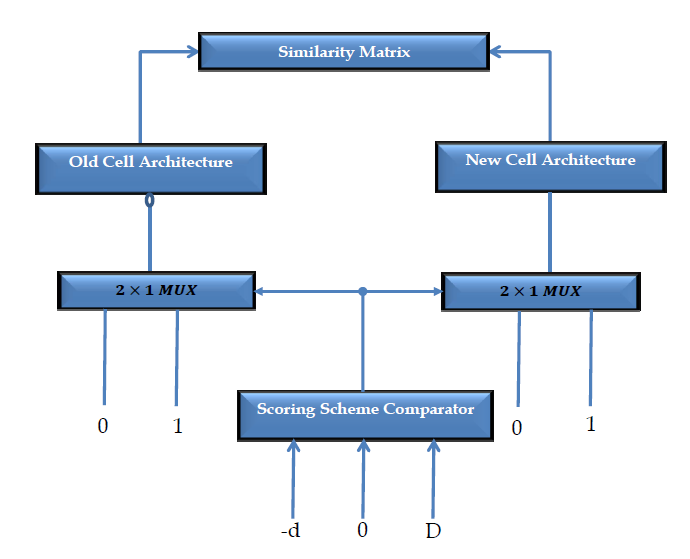 Similarity Matrix
Old Cell Architecture
New Cell Architecture
2 × 1 MUX
2 × 1 MUX
Scoring Scheme Comparator
0 1
0 1
-d 0 D